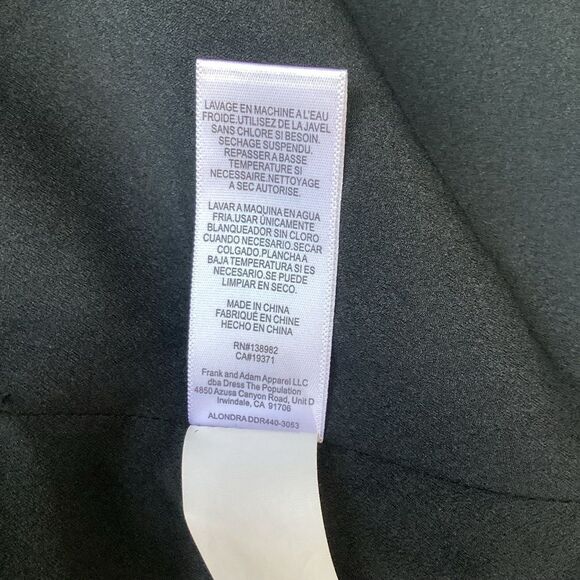 LAVAGE EN MACHINE A L'EAU
FROIDE.UTILISEZ DE LA JAVEL
SANS CHLORE SI BESOIN.
SECHAGE SUSPENDU.
REPASSER A BASSE
TEMPERATURE SI
NECESSAIRE.NETTOYAGE
A SEC AUTORISE.
LAVAR A MAQUINA EN AGUA
FRIA.USAR ÚNICAMENTE
BLANQUEADOR SIN CLORO
CUANDO NECESARIO.SECAR
COLGADO.PLANCHA A
BAJA TEMPERATURA SI ES
NECESARIO.SE PUEDE
LIMPIAR EN SECO.
MADE IN CHINA
FABRIQUÉ EN CHINE
HECHO EN CHINA
RN#138982
CA#19371
Frank and Adam Apparel LLC
dba Dress The Population
4850 Azusa Canyon Road, Unit D
Irwindale, CA 91706
ALONDRA DDR440-3053